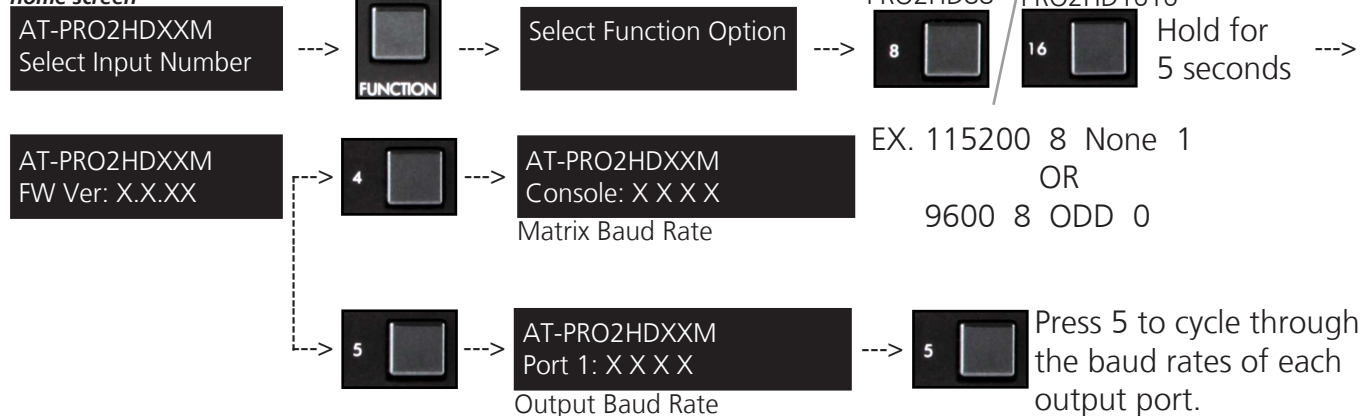 home screen
PRO2HD88 PRO2HD1616
AT-PRO2HDXXM
Select Input Number
--->
FUNCTION
--->
Select Function Option
--->
8
16
Hold for
5 seconds
--->
AT-PRO2HDXXM
FW Ver: X.X.XX
--->
4
--->
AT-PRO2HDXXM
Console: X X X X
Matrix Baud Rate
EX. 115200 8 None 1
OR
9600 8 ODD 0
--->
5
--->
AT-PRO2HDXXM
Port 1: X X X X
Output Baud Rate
--->
5
Press 5 to cycle through
the baud rates of each
output port.